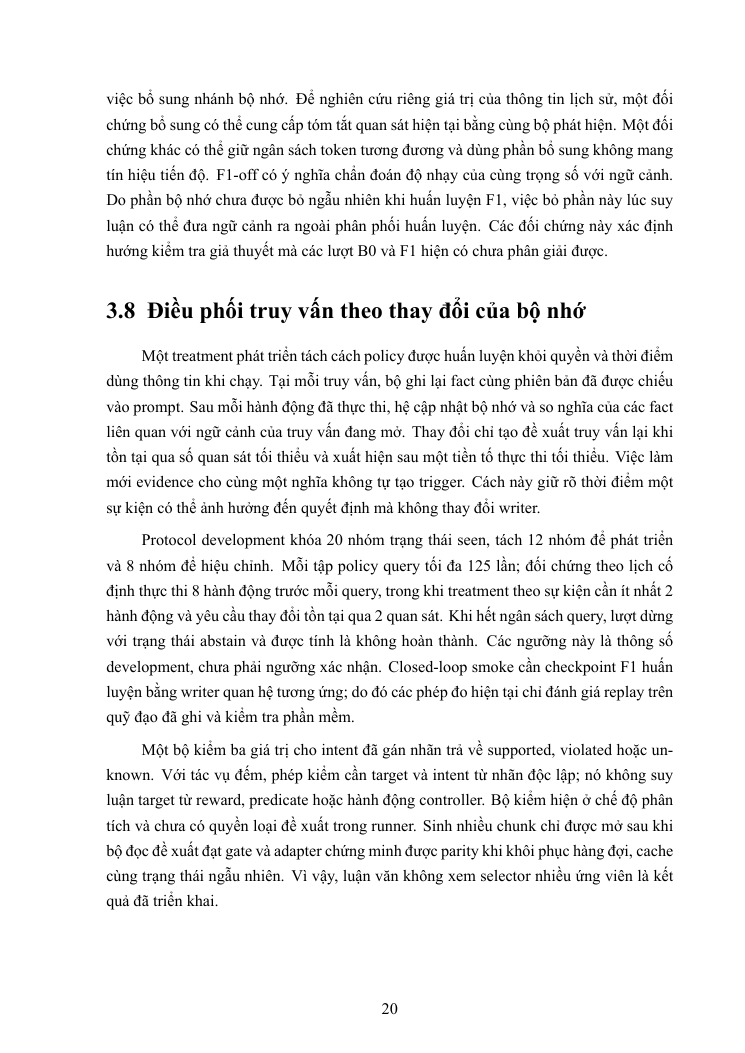 việc bổ sung nhánh bộ nhớ. Để nghiên cứu riêng giá trị của thông tin lịch sử, một đối
chứng bổ sung có thể cung cấp tóm tắt quan sát hiện tại bằng cùng bộ phát hiện. Một đối
chứng khác có thể giữ ngân sách token tương đương và dùng phần bổ sung không mang
tín hiệu tiến độ. F1-off có ý nghĩa chẩn đoán độ nhạy của cùng trọng số với ngữ cảnh.
Do phần bộ nhớ chưa được bỏ ngẫu nhiên khi huấn luyện F1, việc bỏ phần này lúc suy
luận có thể đưa ngữ cảnh ra ngoài phân phối huấn luyện. Các đối chứng này xác định
hướng kiểm tra giả thuyết mà các lượt B0 và F1 hiện có chưa phân giải được.
3.8 Điều phối truy vấn theo thay đổi của bộ nhớ
Một treatment phát triển tách cách policy được huấn luyện khỏi quyền và thời điểm
dùng thông tin khi chạy. Tại mỗi truy vấn, bộ ghi lại fact cùng phiên bản đã được chiếu
vào prompt. Sau mỗi hành động đã thực thi, hệ cập nhật bộ nhớ và so nghĩa của các fact
liên quan với ngữ cảnh của truy vấn đang mở. Thay đổi chỉ tạo đề xuất truy vấn lại khi
tồn tại qua số quan sát tối thiểu và xuất hiện sau một tiền tố thực thi tối thiểu. Việc làm
mới evidence cho cùng một nghĩa không tự tạo trigger. Cách này giữ rõ thời điểm một
sự kiện có thể ảnh hưởng đến quyết định mà không thay đổi writer.
Protocol development khóa 20 nhóm trạng thái seen, tách 12 nhóm để phát triển
và 8 nhóm để hiệu chỉnh. Mỗi tập policy query tối đa 125 lần; đối chứng theo lịch cố
định thực thi 8 hành động trước mỗi query, trong khi treatment theo sự kiện cần ít nhất 2
hành động và yêu cầu thay đổi tồn tại qua 2 quan sát. Khi hết ngân sách query, lượt dừng
với trạng thái abstain và được tính là không hoàn thành. Các ngưỡng này là thông số
development, chưa phải ngưỡng xác nhận. Closed-loop smoke cần checkpoint F1 huấn
luyện bằng writer quan hệ tương ứng; do đó các phép đo hiện tại chỉ đánh giá replay trên
quỹ đạo đã ghi và kiểm tra phần mềm.
Một bộ kiểm ba giá trị cho intent đã gán nhãn trả về supported, violated hoặc un-
known. Với tác vụ đếm, phép kiểm cần target và intent từ nhãn độc lập; nó không suy
luận target từ reward, predicate hoặc hành động controller. Bộ kiểm hiện ở chế độ phân
tích và chưa có quyền loại đề xuất trong runner. Sinh nhiều chunk chỉ được mở sau khi
bộ đọc đề xuất đạt gate và adapter chứng minh được parity khi khôi phục hàng đợi, cache
cùng trạng thái ngẫu nhiên. Vì vậy, luận văn không xem selector nhiều ứng viên là kết
quả đã triển khai.
20